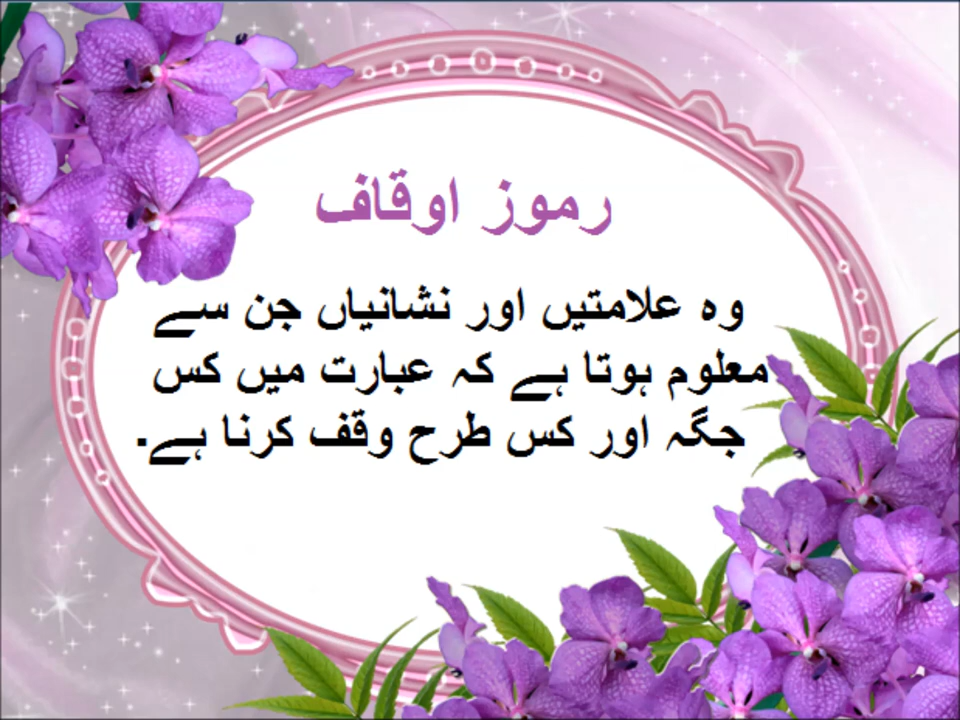 رموز اوقاف
وہ علامتیں اور نشانیاں جن سے
معلوم ہوتا ہے کہ عبارت میں کس
جگہ اور کس طرح وقف کرنا ہے۔